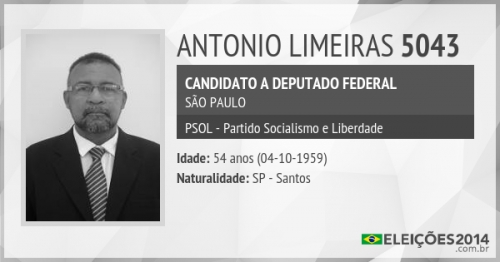 ANTONIO LIMEIRAS 5043
CANDIDATO A DEPUTADO FEDERAL
SÃO PAULO
PSOL - Partido Socialismo e Liberdade
Idade: 54 anos (04-10-1959)
Naturalidade: SP - Santos
ELEIÇÕES2014
.com.br